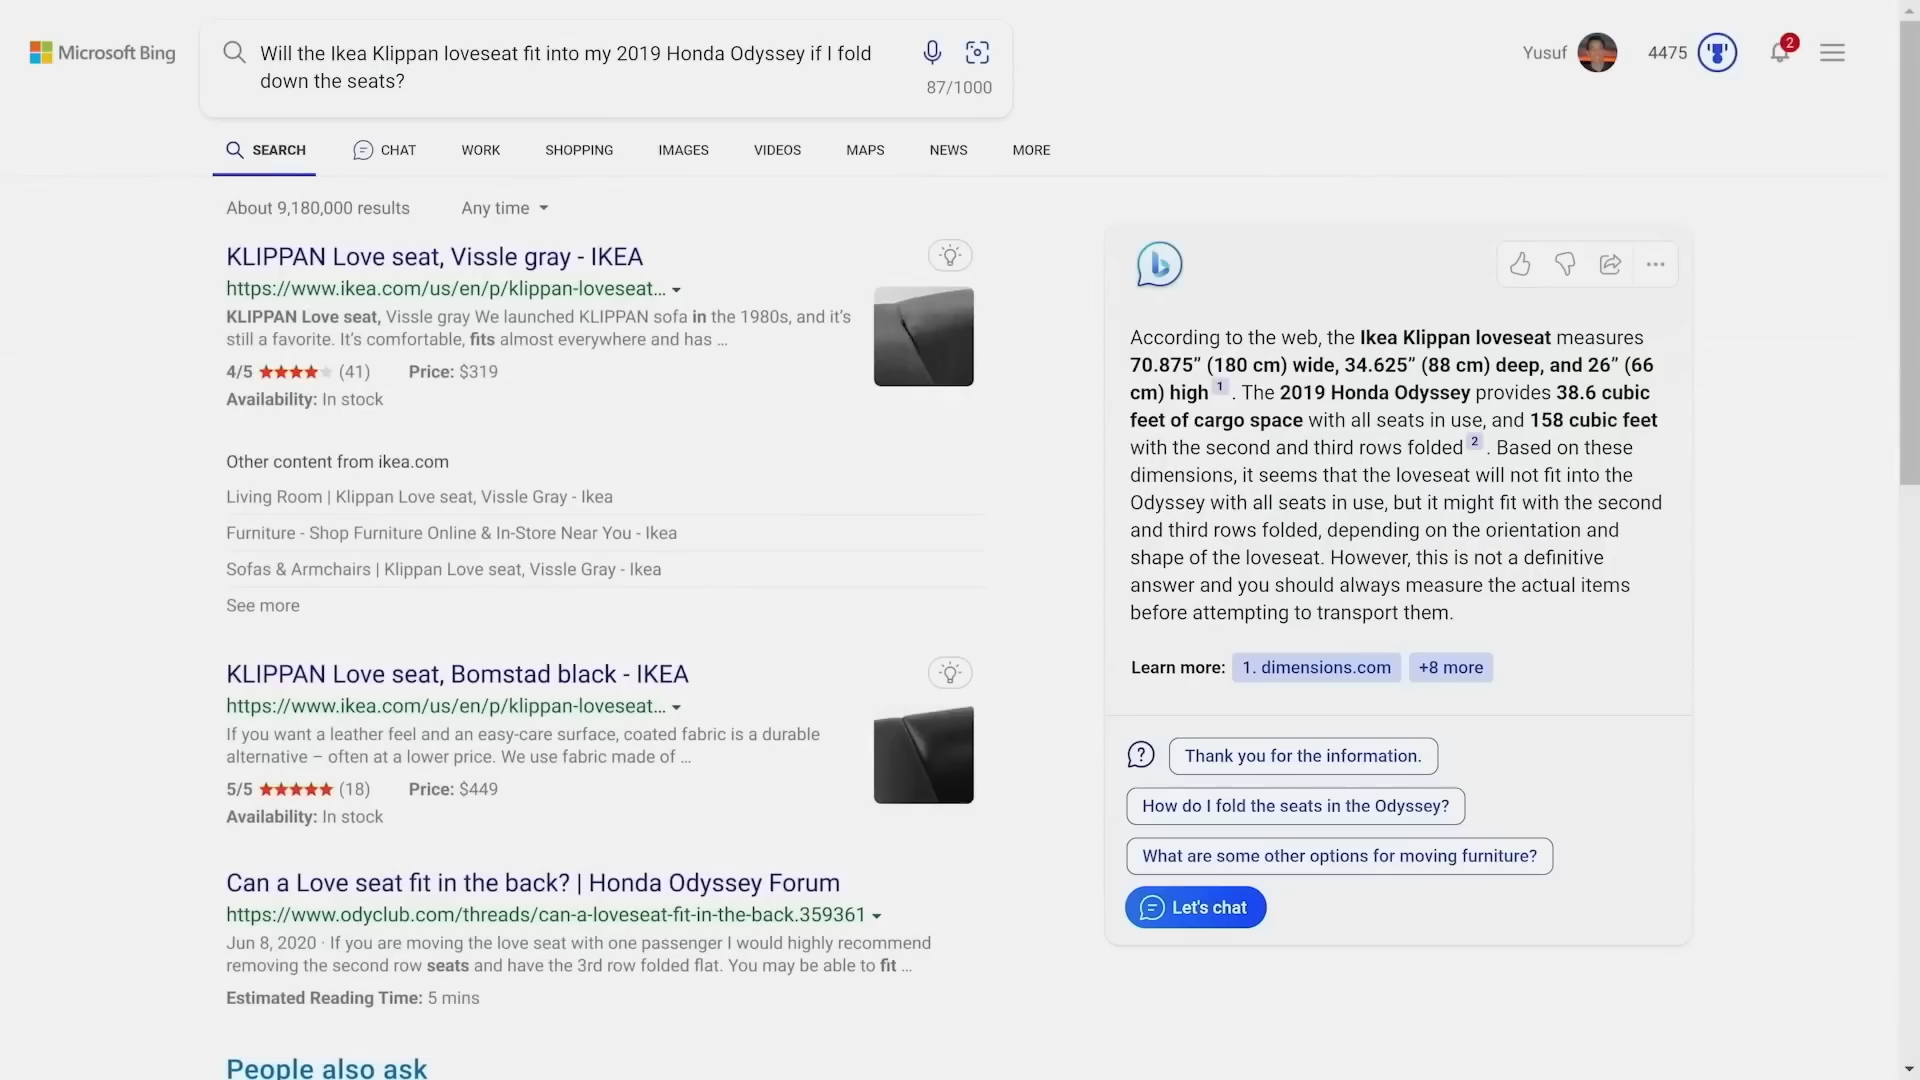 Microsoft Bing
Will the Ikea Klippan loveseat fit into my 2019 Honda Odyssey if I fold
down the seats?
87/1000
Yusuf
4475
2
SEARCH
CHAT
WORK
SHOPPING
IMAGES
VIDEOS
MAPS
NEWS
MORE
About 9,180,000 results
Any time
KLIPPAN Love seat, Vissle gray - IKEA
https://www.ikea.com/us/en/p/klippan-loveseat...
KLIPPAN Love seat, Vissle gray We launched KLIPPAN sofa in the 1980s, and it’s
still a favorite. It’s comfortable, fits almost everywhere and has ...
4/5 ★★★★★ (41) Price: $319
Availability: In stock
Other content from ikea.com
Living Room | Klippan Love seat, Vissle Gray - Ikea
Furniture - Shop Furniture Online & In-Store Near You - Ikea
Sofas & Armchairs | Klippan Love seat, Vissle Gray - Ikea
See more
KLIPPAN Love seat, Bomstad black - IKEA
https://www.ikea.com/us/en/p/klippan-loveseat...
If you want a leather feel and an easy-care surface, coated fabric is a durable
alternative – often at a lower price. We use fabric made of ...
5/5 ★★★★★ (18) Price: $449
Availability: In stock
Can a Love seat fit in the back? | Honda Odyssey Forum
https://www.odyclub.com/threads/can-a-loveseat-fit-in-the-back.359361
Jun 8, 2020 · If you are moving the love seat with one passenger I would highly recommend
removing the second row seats and have the 3rd row folded flat. You may be able to fit ...
Estimated Reading Time: 5 mins
People also ask
According to the web, the Ikea Klippan loveseat measures
70.875” (180 cm) wide, 34.625” (88 cm) deep, and 26” (66
cm) high 1 . The 2019 Honda Odyssey provides 38.6 cubic
feet of cargo space with all seats in use, and 158 cubic feet
with the second and third rows folded 2 . Based on these
dimensions, it seems that the loveseat will not fit into the
Odyssey with all seats in use, but it might fit with the second
and third rows folded, depending on the orientation and
shape of the loveseat. However, this is not a definitive
answer and you should always measure the actual items
before attempting to transport them.
Learn more: 1. dimensions.com +8 more
Thank you for the information.
How do I fold the seats in the Odyssey?
What are some other options for moving furniture?
Let's chat